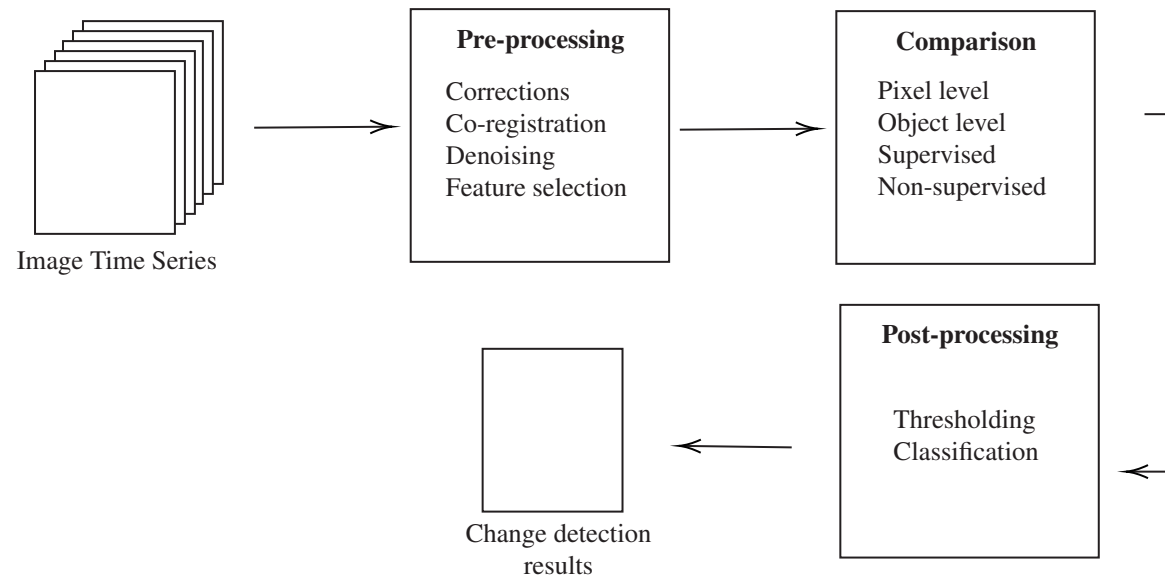 Image Time Series
Pre-processing
Corrections
Co-registration
Denoising
Feature selection
Comparison
Pixel level
Object level
Supervised
Non-supervised
Post-processing
Thresholding
Classification
Change detection
results